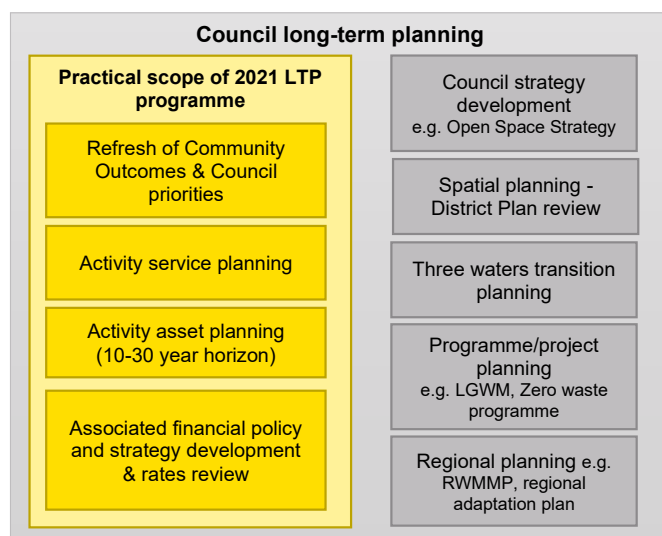 Council long-term planning
Practical scope of 2021 LTP
programme
Refresh of Community
Outcomes & Council
priorities
Activity service planning
Activity asset planning
(10-30 year horizon)
Associated financial policy
and strategy development
& rates review
Council strategy
development
e.g. Open Space Strategy
Spatial planning -
District Plan review
Three waters transition
planning
Programme/project
planning
e.g. LGWM, Zero waste
programme
Regional planning e.g.
RWMMP, regional
adaptation plan